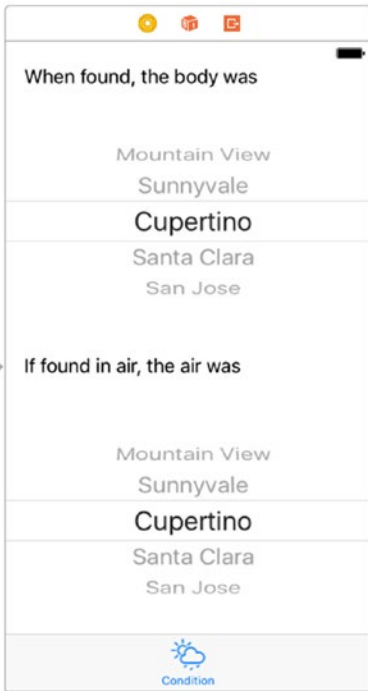 When found, the body was
Mountain View
Sunnyvale
Cupertino
Santa Clara
San Jose
If found in air, the air was
Mountain View
Sunnyvale
Cupertino
Santa Clara
San Jose
Condition